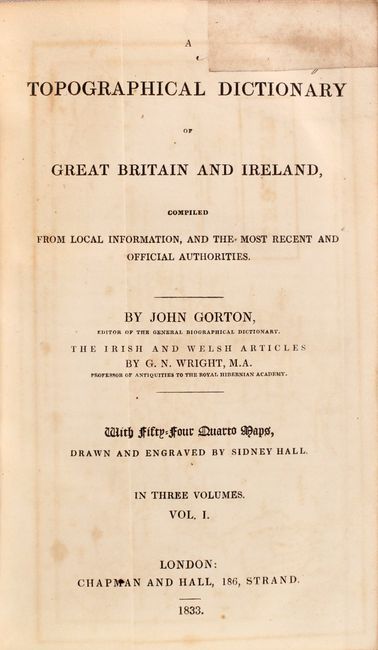 A
TOPOGRAPHICAL DICTIONARY
OF
GREAT BRITAIN AND IRELAND,
COMPILED
FROM LOCAL INFORMATION, AND THE MOST RECENT AND
OFFICIAL AUTHORITIES.
BY JOHN GORTON,
EDITOR OF THE GENERAL BIOGRAPHICAL DICTIONARY.
THE IRISH AND WELSH ARTICLES
BY G. N. WRIGHT, M.A.
PROFESSOR OF ANTIQUITIES TO THE ROYAL HIBERNIAN ACADEMY.
With Fifty-Four Quarto Maps,
DRAWN AND ENGRAVED BY SIDNEY HALL.
IN THREE VOLUMES.
VOL. I.
LONDON:
CHAPMAN AND HALL, 186, STRAND.
1833.